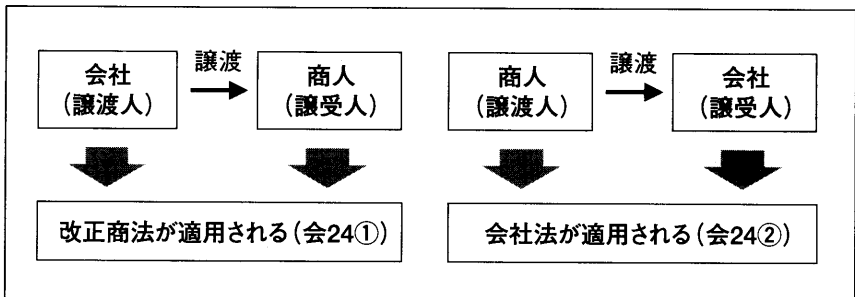 会社
(譲渡人)
譲渡
商人
(譲受人)
改正商法が適用される(会24①)
商人
(譲渡人)
譲渡
会社
(譲受人)
会社法が適用される(会24②)